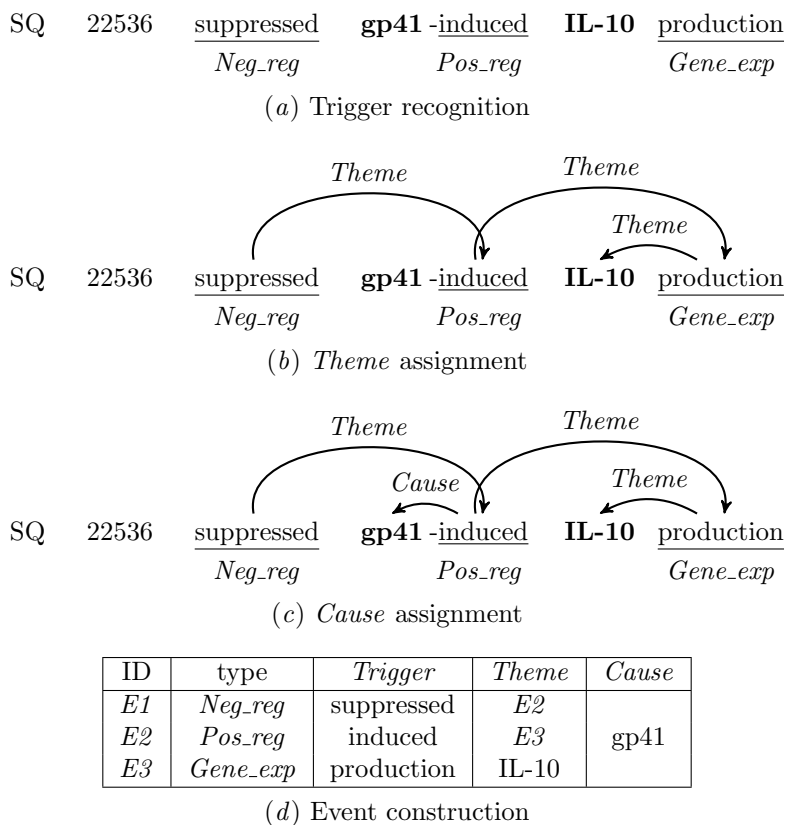 SQ 22536 suppressed gp41 -induced IL-10 production
Neg_reg Pos_reg Gene_exp
(a) Trigger recognition
Theme Theme
Theme
SQ 22536 suppressed gp41 -induced IL-10 production
Neg_reg Pos_reg Gene_exp
(b) Theme assignment
Theme Theme
Cause Theme
SQ 22536 suppressed gp41 -induced IL-10 production
Neg_reg Pos_reg Gene_exp
(c) Cause assignment
ID type Trigger Theme Cause
E1 Neg_reg suppressed E2
E2 Pos_reg induced E3 gp41
E3 Gene_exp production IL-10
(d) Event construction